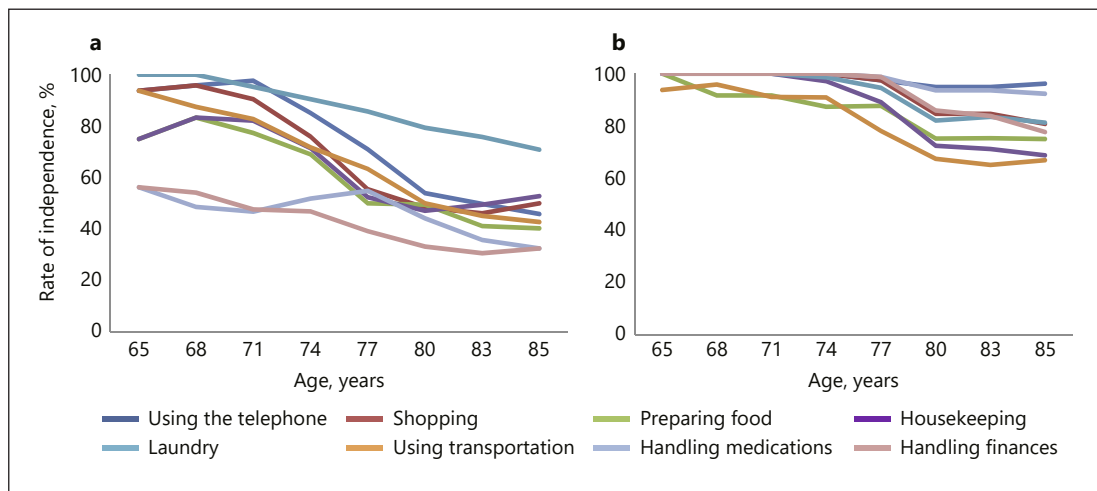 a
b
Rate of independence, %
100
80
60
40
20
0
65 68 71 74 77 80 83 85
Age, years
100
80
60
40
20
0
65 68 71 74 77 80 83 85
Age, years
Using the telephone Shopping Preparing food Housekeeping
Laundry Using transportation Handling medications Handling finances